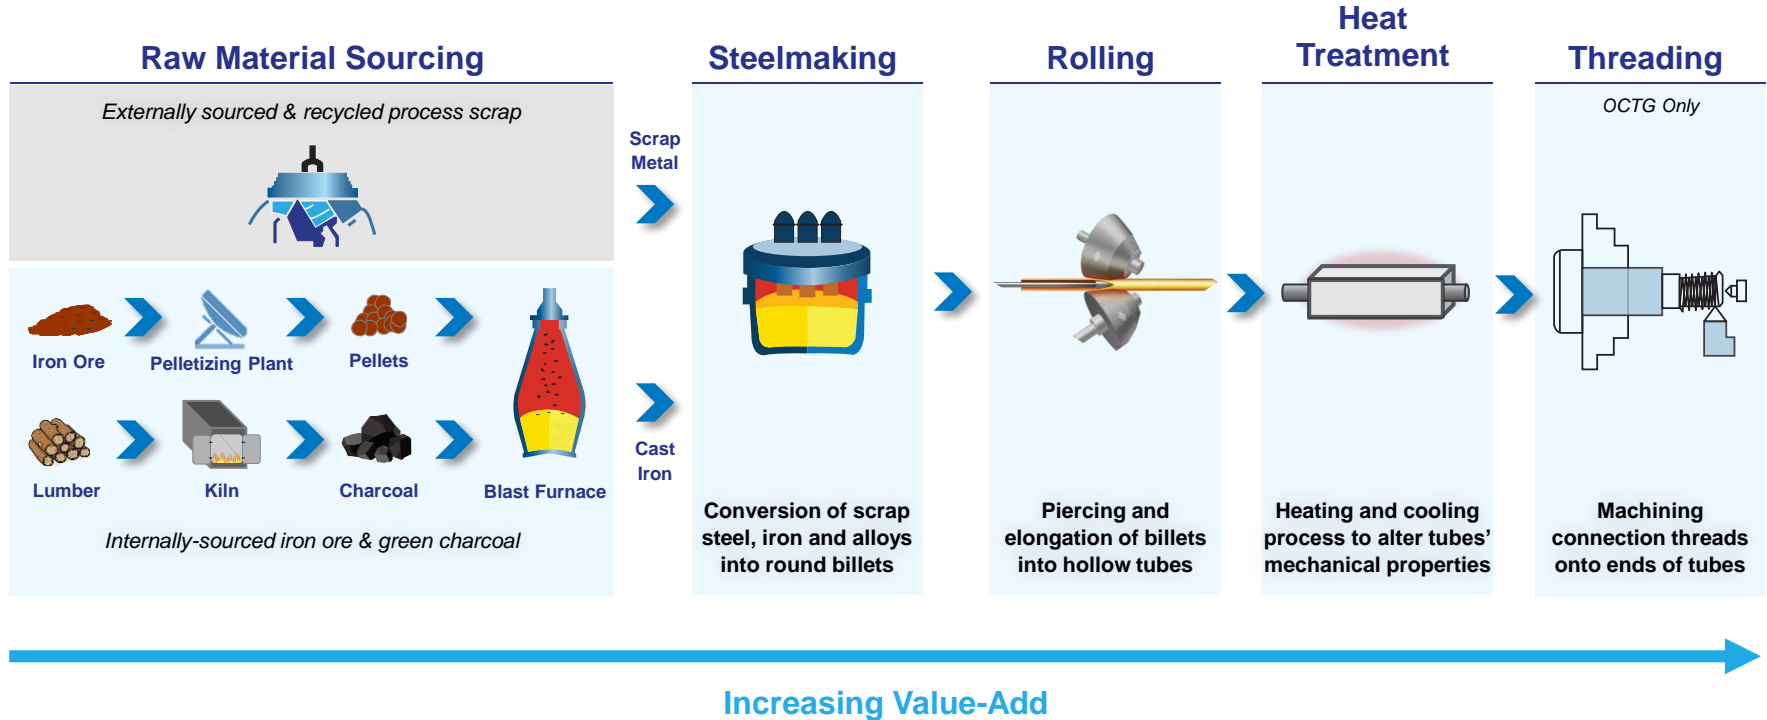 Raw Material Sourcing
Externally sourced & recycled process scrap
Iron Ore
Pelletizing Plant
Pellets
Lumber
Kiln
Charcoal
Blast Furnace
Internally-sourced iron ore & green charcoal
Scrap
Metal
Cast
Iron
Steelmaking
Conversion of scrap
steel, iron and alloys
into round billets
Rolling
Piercing and
elongation of billets
into hollow tubes
Heat
Treatment
Heating and cooling
process to alter tubes’
mechanical properties
Threading
OCTG Only
Machining
connection threads
onto ends of tubes
Increasing Value-Add